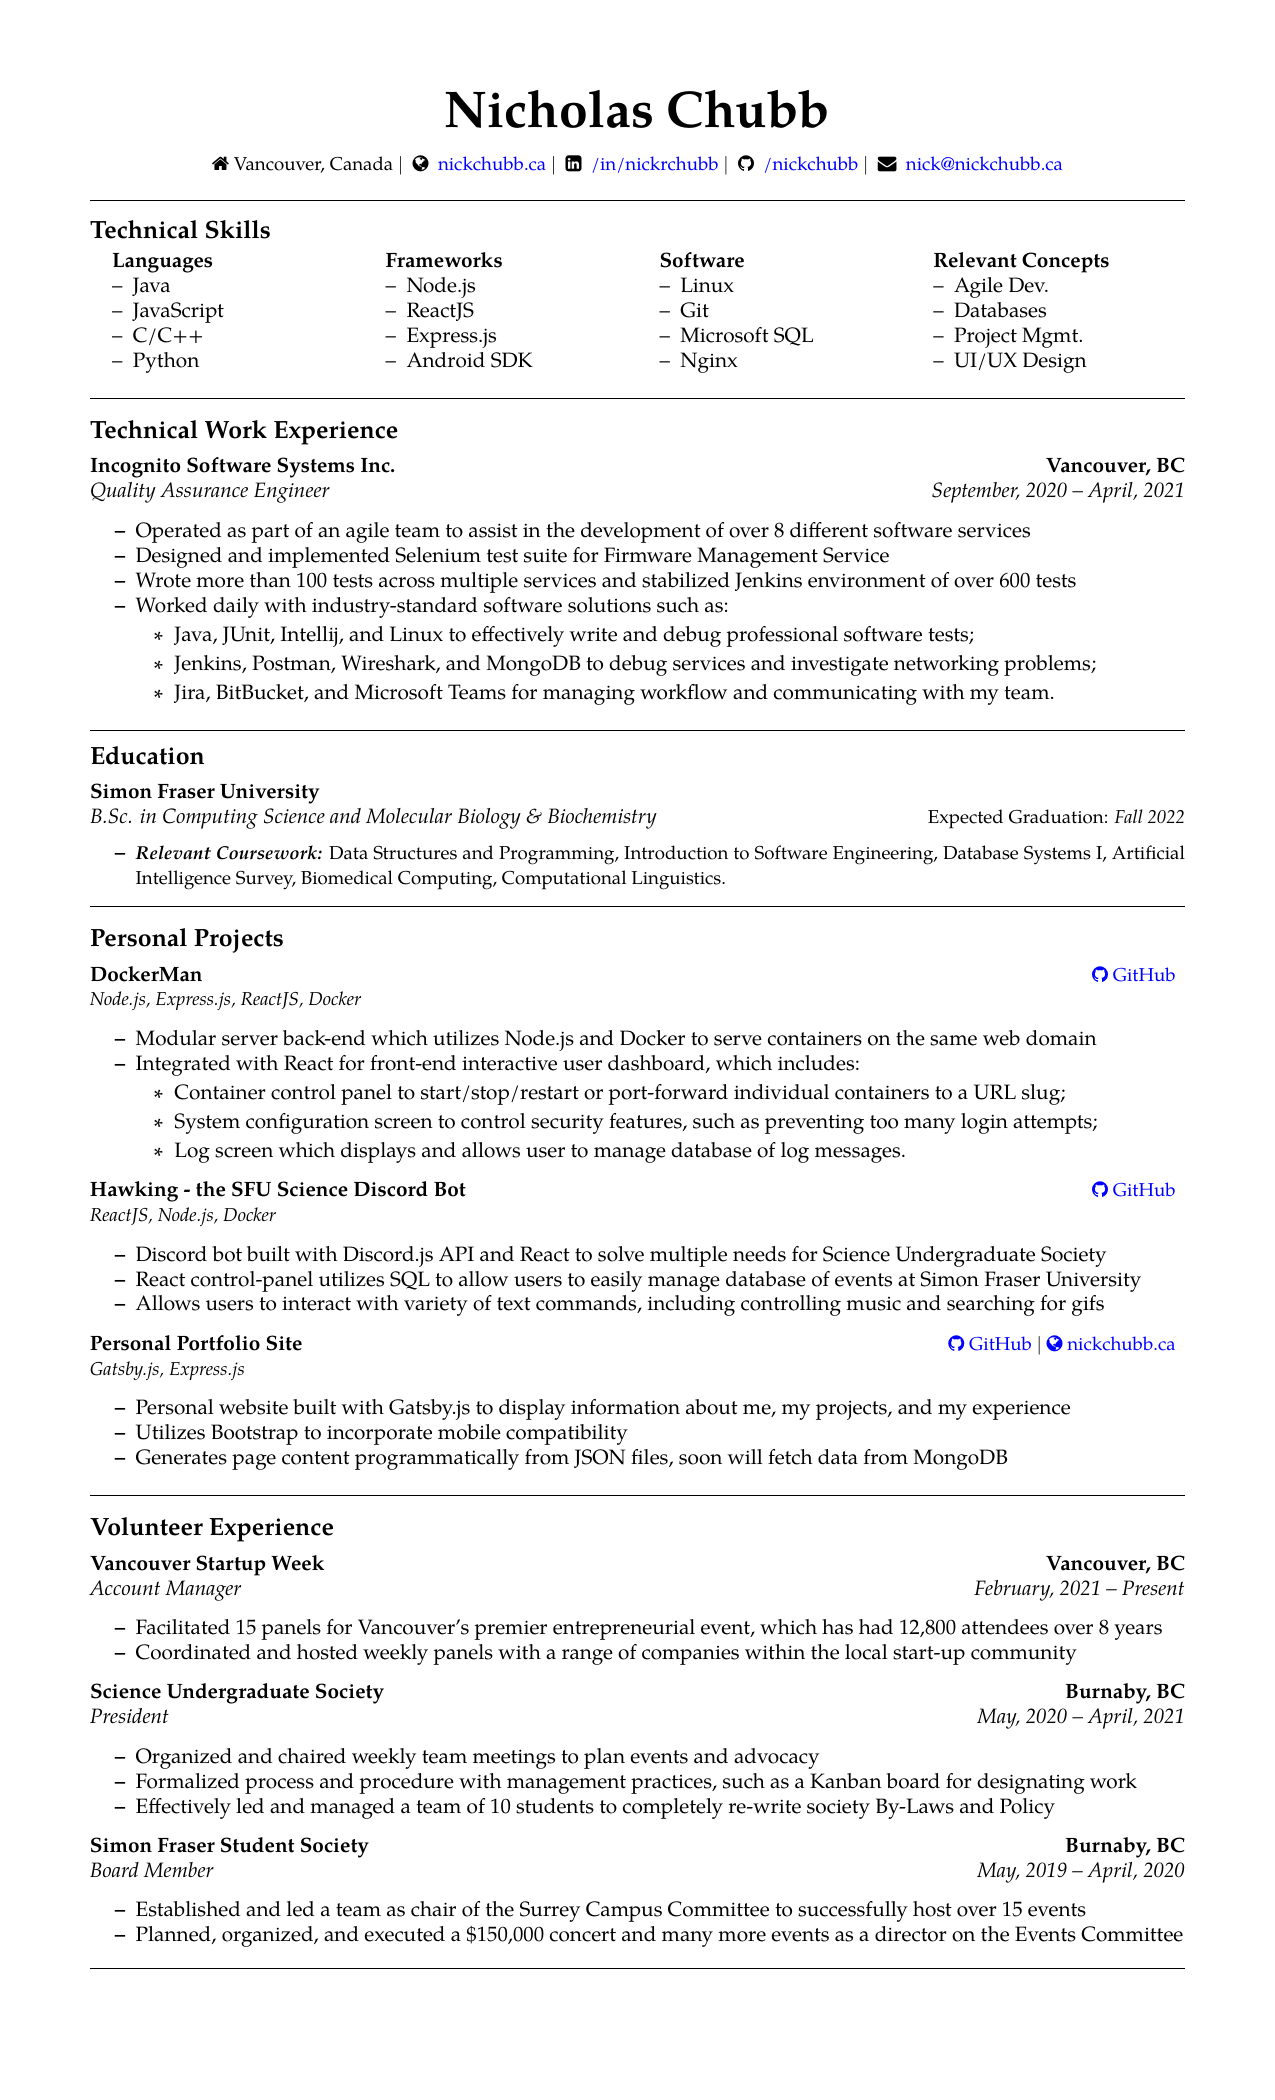 Nicholas Chubb
Vancouver, Canada | nickchubb.ca | /in/nickrchubb | /nickchubb | nick@nickchubb.ca
Technical Skills
Languages Frameworks Software Relevant Concepts
– Java – Node.js – Linux – Agile Dev.
– JavaScript – ReactJS – Git – Databases
– C/C++ – Express.js – Microsoft SQL – Project Mgmt.
– Python – Android SDK – Nginx – UI/UX Design
Technical Work Experience
Incognito Software Systems Inc. Vancouver, BC
Quality Assurance Engineer September, 2020 – April, 2021
– Operated as part of an agile team to assist in the development of over 8 different software services
– Designed and implemented Selenium test suite for Firmware Management Service
– Wrote more than 100 tests across multiple services and stabilized Jenkins environment of over 600 tests
– Worked daily with industry-standard software solutions such as:
* Java, JUnit, Intellij, and Linux to effectively write and debug professional software tests;
* Jenkins, Postman, Wireshark, and MongoDB to debug services and investigate networking problems;
* Jira, BitBucket, and Microsoft Teams for managing workflow and communicating with my team.
Education
Simon Fraser University
B.Sc. in Computing Science and Molecular Biology & Biochemistry Expected Graduation: Fall 2022
– Relevant Coursework: Data Structures and Programming, Introduction to Software Engineering, Database Systems I, Artificial
Intelligence Survey, Biomedical Computing, Computational Linguistics.
Personal Projects
DockerMan GitHub
Node.js, Express.js, ReactJS, Docker
– Modular server back-end which utilizes Node.js and Docker to serve containers on the same web domain
– Integrated with React for front-end interactive user dashboard, which includes:
* Container control panel to start/stop/restart or port-forward individual containers to a URL slug;
* System configuration screen to control security features, such as preventing too many login attempts;
* Log screen which displays and allows user to manage database of log messages.
Hawking - the SFU Science Discord Bot GitHub
ReactJS, Node.js, Docker
– Discord bot built with Discord.js API and React to solve multiple needs for Science Undergraduate Society
– React control-panel utilizes SQL to allow users to easily manage database of events at Simon Fraser University
– Allows users to interact with variety of text commands, including controlling music and searching for gifs
Personal Portfolio Site GitHub | nickchubb.ca
Gatsby.js, Express.js
– Personal website built with Gatsby.js to display information about me, my projects, and my experience
– Utilizes Bootstrap to incorporate mobile compatibility
– Generates page content programmatically from JSON files, soon will fetch data from MongoDB
Volunteer Experience
Vancouver Startup Week Vancouver, BC
Account Manager February, 2021 – Present
– Facilitated 15 panels for Vancouver's premier entrepreneurial event, which has had 12,800 attendees over 8 years
– Coordinated and hosted weekly panels with a range of companies within the local start-up community
Science Undergraduate Society Burnaby, BC
President May, 2020 – April, 2021
– Organized and chaired weekly team meetings to plan events and advocacy
– Formalized process and procedure with management practices, such as a Kanban board for designating work
– Effectively led and managed a team of 10 students to completely re-write society By-Laws and Policy
Simon Fraser Student Society Burnaby, BC
Board Member May, 2019 – April, 2020
– Established and led a team as chair of the Surrey Campus Committee to successfully host over 15 events
– Planned, organized, and executed a $150,000 concert and many more events as a director on the Events Committee